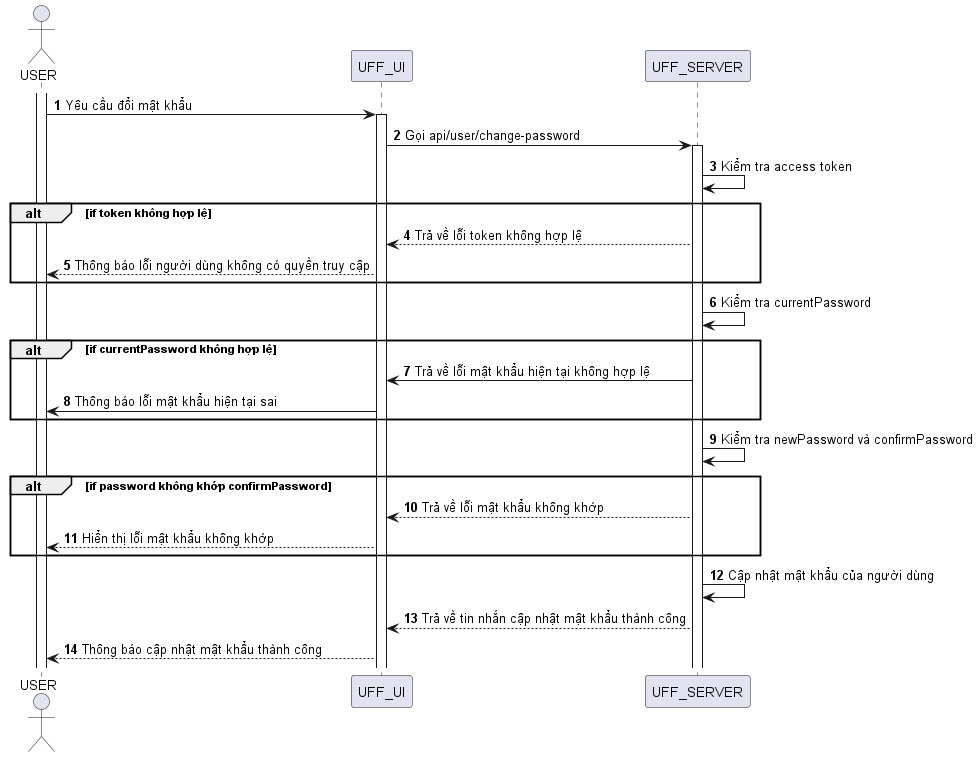 USER
UFF_UI
UFF_SERVER
1 Yêu cầu đổi mật khẩu
2 Gọi api/user/change-password
3 Kiểm tra access token
alt [if token không hợp lệ]
4 Trả về lỗi token không hợp lệ
5 Thông báo lỗi người dùng không có quyền truy cập
6 Kiểm tra currentPassword
alt [if currentPassword không hợp lệ]
7 Trả về lỗi mật khẩu hiện tại không hợp lệ
8 Thông báo lỗi mật khẩu hiện tại sai
9 Kiểm tra newPassword và confirmPassword
alt [if password không khớp confirmPassword]
10 Trả về lỗi mật khẩu không khớp
11 Hiển thị lỗi mật khẩu không khớp
12 Cập nhật mật khẩu của người dùng
13 Trả về tin nhắn cập nhật mật khẩu thành công
14 Thông báo cập nhật mật khẩu thành công
USER
UFF_UI
UFF_SERVER